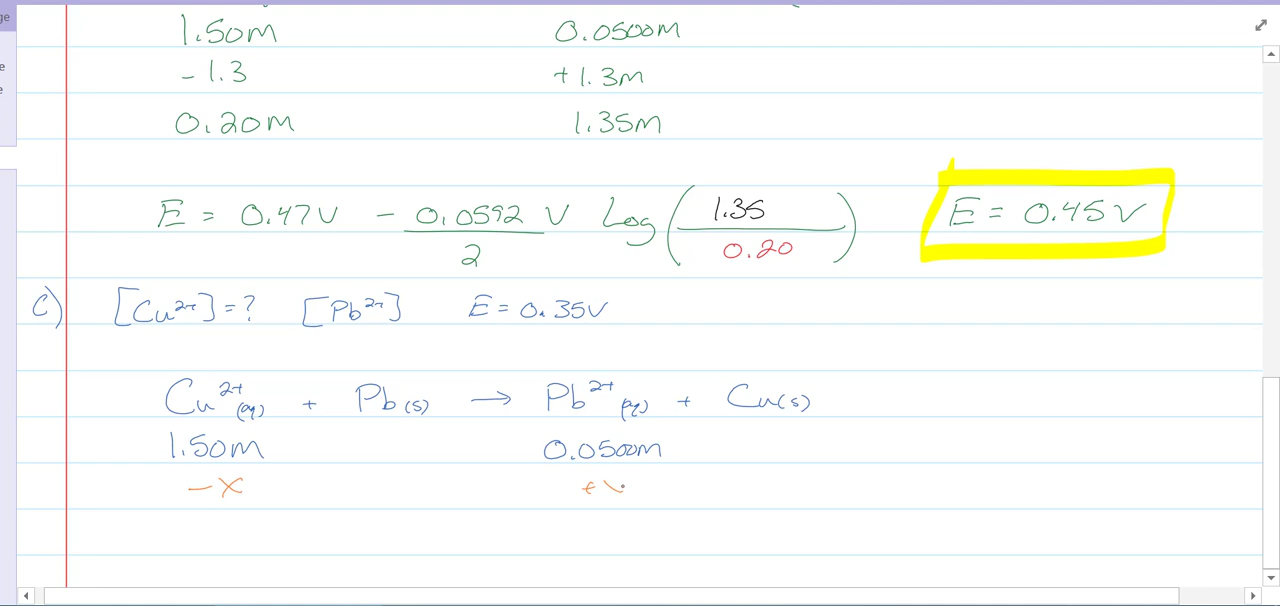 ge
e
e
1.50M 0.0500M
- 1.3 + 1.3M
0.20M 1.35M
E = 0.47V - 0.0592/2 V Log (1.35/0.20) E = 0.45V
C) [Cu²⁺] = ? [Pb²⁺] E = 0.35V
Cu²⁺(aq) + Pb(s) → Pb²⁺(aq) + Cu(s)
1.50M 0.0500M
- X +